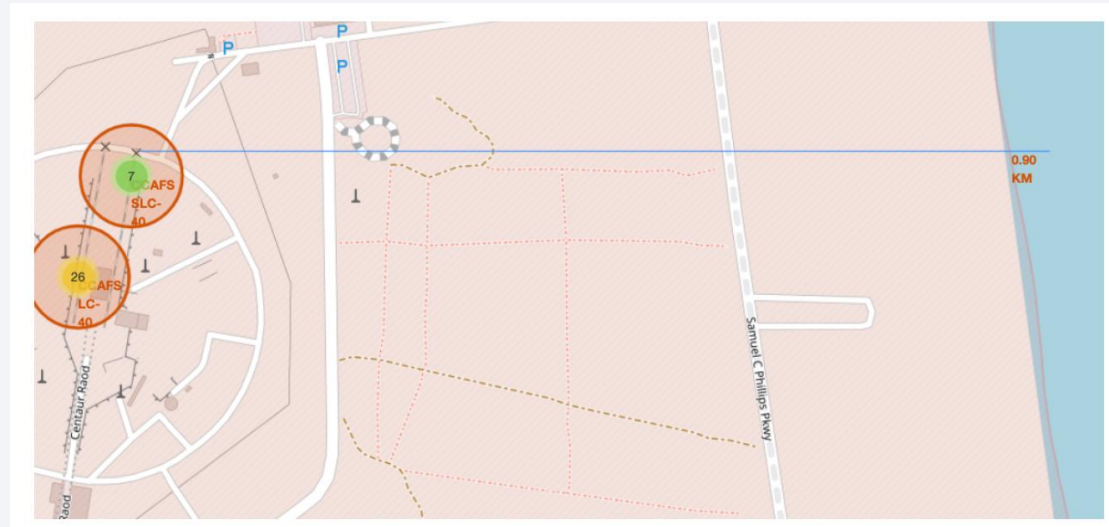 P
P
P
7
CCAFS
SLC-
40
26
CCAFS
LC-
40
0.90
KM
Samuel C Phillips Pkwy
Centaur Raod
Raod